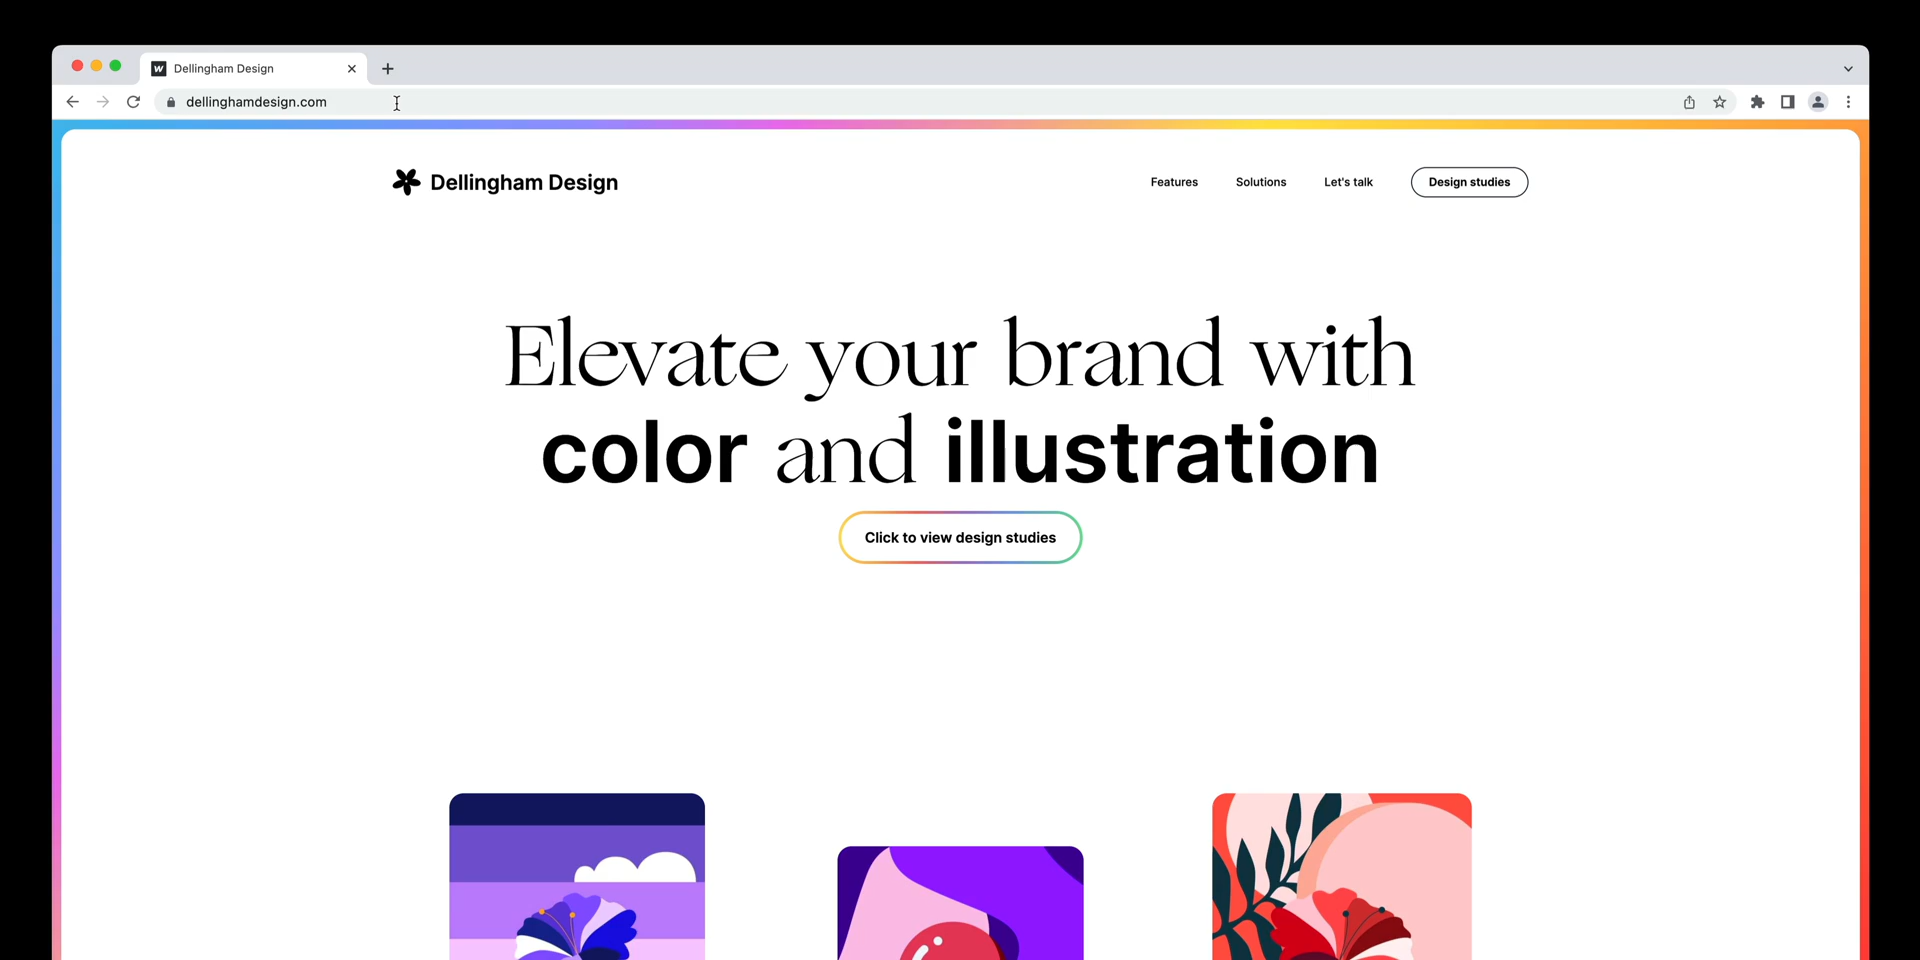 Dellingham Design
dellinghamdesign.com
Dellingham Design
Features Solutions Let's talk Design studies
Elevate your brand with
color and illustration
Click to view design studies